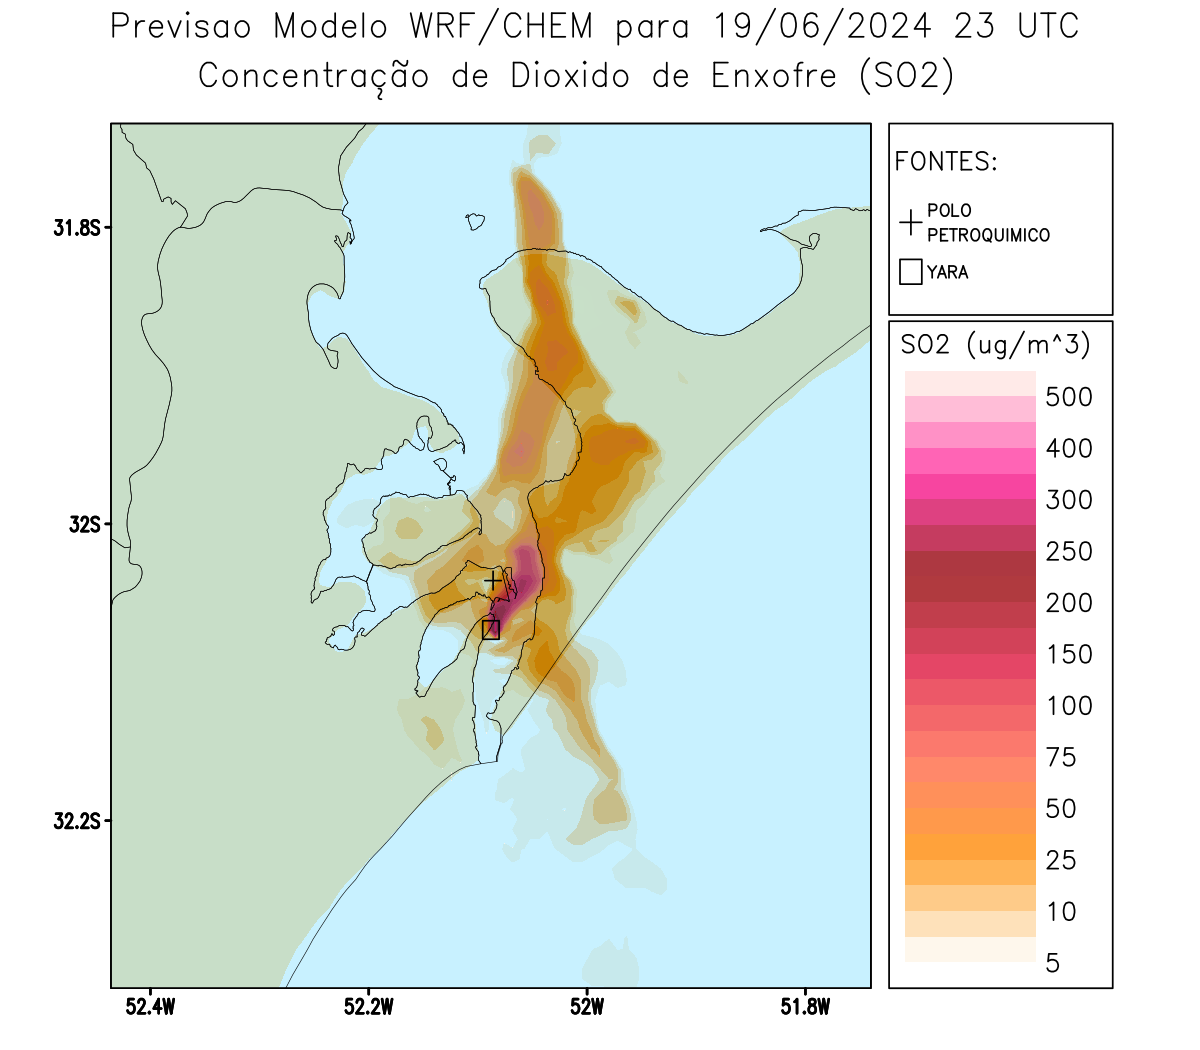 Previsao Modelo WRF/CHEM para 19/06/2024 23 UTC
Concentração de Dioxido de Enxofre (SO2)
FONTES:
POLO
PETROQUIMICO
YARA
SO2 (ug/m^3)
500
400
300
250
200
150
100
75
50
25
10
5
31.8S
32S
32.2S
52.4W
52.2W
52W
51.8W